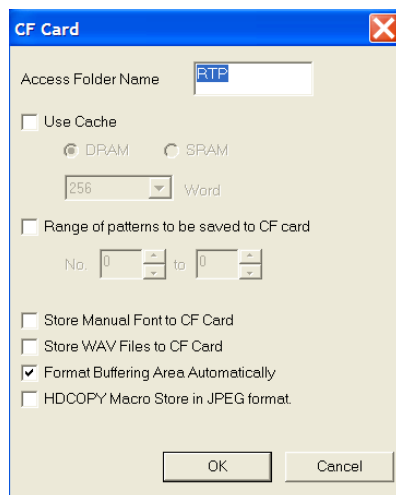 CF Card
Access Folder Name RTP
Use Cache
DRAM SRAM
256 Word
Range of patterns to be saved to CF card
No. 0 to 0
Store Manual Font to CF Card
Store WAV Files to CF Card
Format Buffering Area Automatically
HDCOPY Macro Store in JPEG format.
OK Cancel